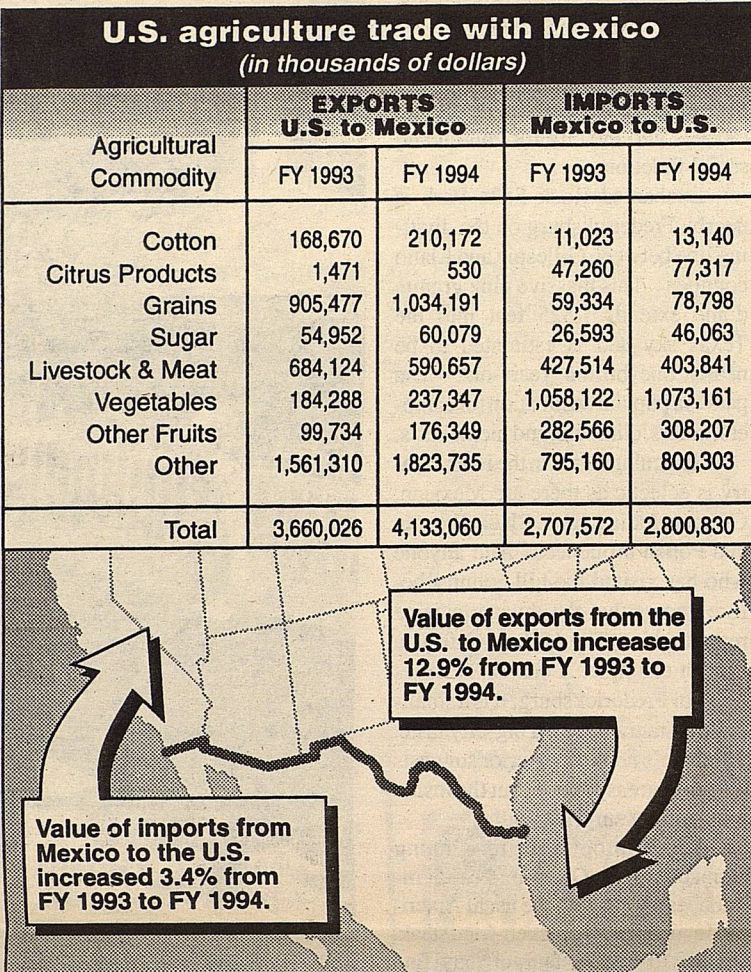 U.S. agriculture trade with Mexico
(in thousands of dollars)
EXPORTS
U.S. to Mexico
IMPORTS
Mexico to U.S.
Agricultural
Commodity
FY 1993 FY 1994 FY 1993 FY 1994
Cotton 168,670 210,172 11,023 13,140
Citrus Products 1,471 530 47,260 77,317
Grains 905,477 1,034,191 59,334 78,798
Sugar 54,952 60,079 26,593 46,063
Livestock & Meat 684,124 590,657 427,514 403,841
Vegetables 184,288 237,347 1,058,122 1,073,161
Other Fruits 99,734 176,349 282,566 308,207
Other 1,561,310 1,823,735 795,160 800,303
Total 3,660,026 4,133,060 2,707,572 2,800,830
Value of exports from the
U.S. to Mexico increased
12.9% from FY 1993 to
FY 1994.
Value of imports from
Mexico to the U.S.
increased 3.4% from
FY 1993 to FY 1994.